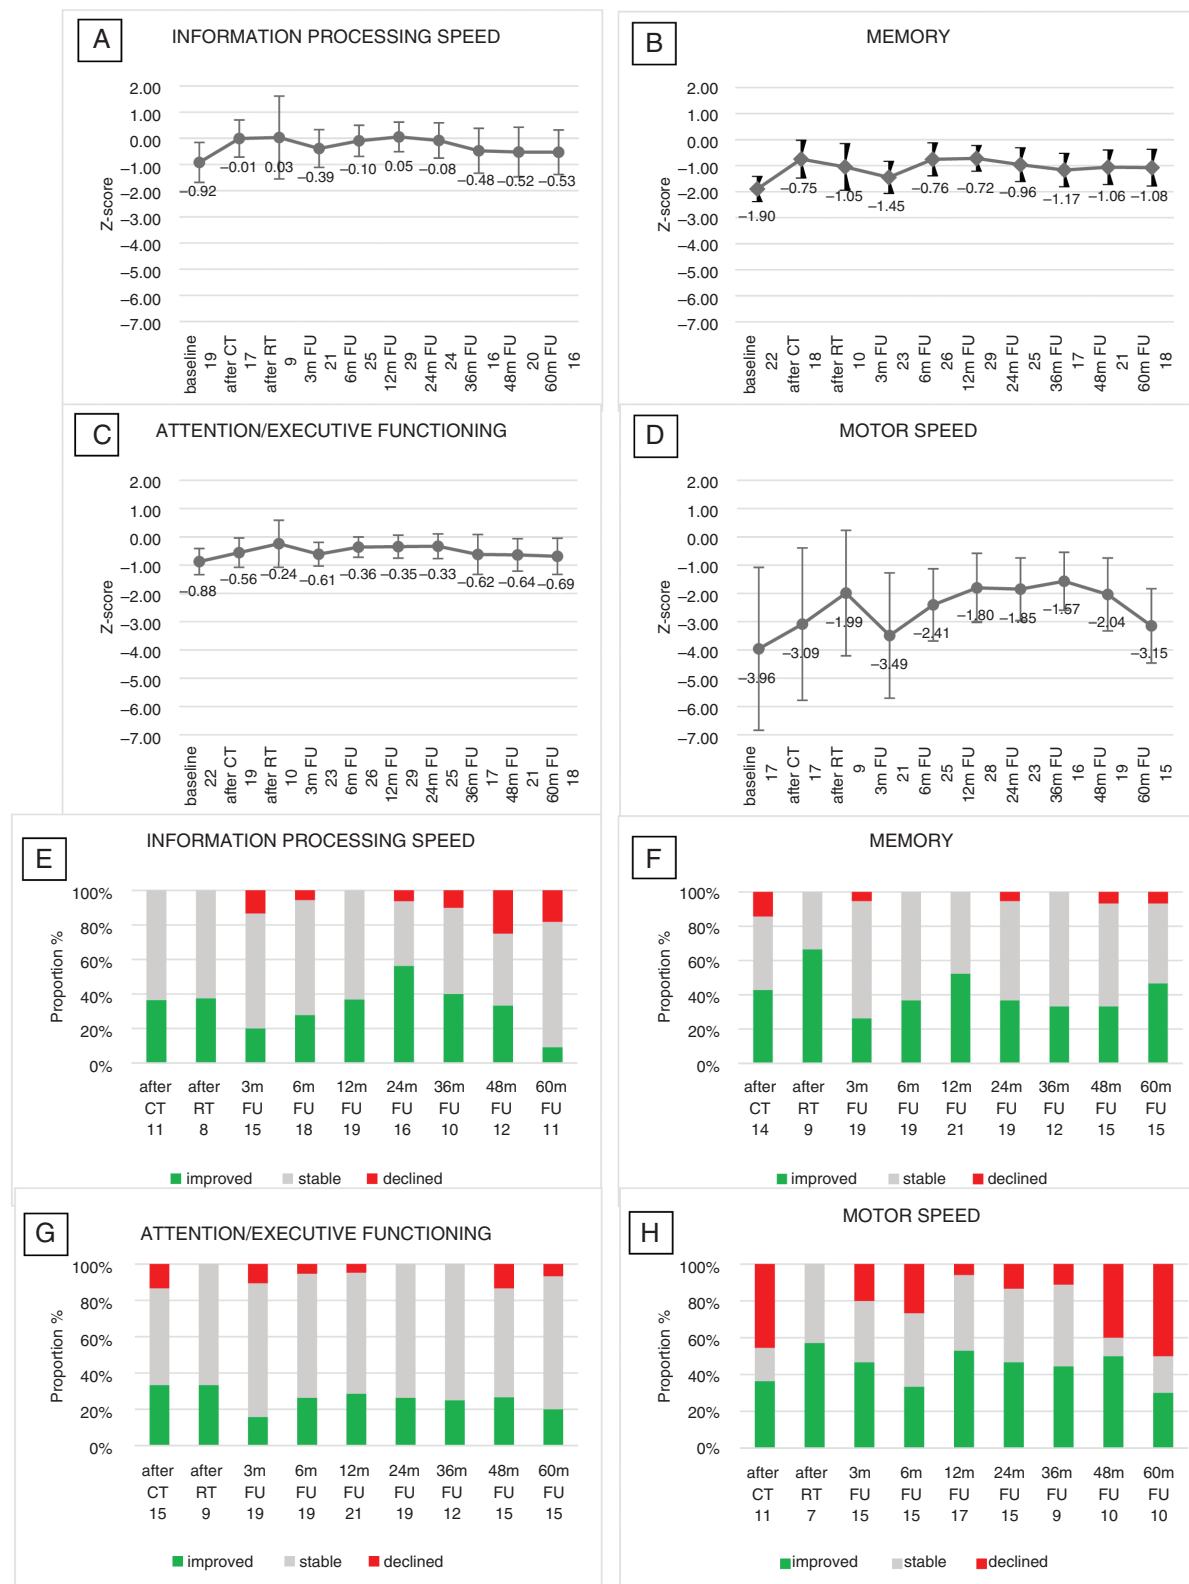 A
INFORMATION PROCESSING SPEED
2.00
1.00
0.00
–1.00
–2.00
–3.00
–4.00
–5.00
–6.00
–7.00
Z-score
–0.92
–0.01
0.03
–0.39
–0.10
0.05
–0.08
–0.48
–0.52
–0.53
baseline
19
after CT
17
after RT
9
3m FU
21
6m FU
25
12m FU
29
24m FU
24
36m FU
16
48m FU
20
60m FU
16
B
MEMORY
2.00
1.00
0.00
–1.00
–2.00
–3.00
–4.00
–5.00
–6.00
–7.00
Z-score
–1.90
–0.75
–1.05
–1.45
–0.76
–0.72
–0.96
–1.17
–1.06
–1.08
baseline
22
after CT
18
after RT
10
3m FU
23
6m FU
26
12m FU
29
24m FU
25
36m FU
17
48m FU
21
60m FU
18
C
ATTENTION/EXECUTIVE FUNCTIONING
2.00
1.00
0.00
–1.00
–2.00
–3.00
–4.00
–5.00
–6.00
–7.00
Z-score
–0.88
–0.56
–0.24
–0.61
–0.36
–0.35
–0.33
–0.62
–0.64
–0.69
baseline
22
after CT
19
after RT
10
3m FU
23
6m FU
26
12m FU
29
24m FU
25
36m FU
17
48m FU
21
60m FU
18
D
MOTOR SPEED
2.00
1.00
0.00
–1.00
–2.00
–3.00
–4.00
–5.00
–6.00
–7.00
Z-score
–3.96
–3.09
–1.99
–3.49
–2.41
–1.80
–1.85
–1.57
–2.04
–3.15
baseline
17
after CT
17
after RT
9
3m FU
21
6m FU
25
12m FU
28
24m FU
23
36m FU
16
48m FU
19
60m FU
15
E
INFORMATION PROCESSING SPEED
100%
80%
60%
40%
20%
0%
Proportion %
after after 3m 6m 12m 24m 36m 48m 60m
CT RT FU FU FU FU FU FU FU
11 8 15 18 19 16 10 12 11
improved stable declined
F
MEMORY
100%
80%
60%
40%
20%
0%
Proportion %
after after 3m 6m 12m 24m 36m 48m 60m
CT RT FU FU FU FU FU FU FU
14 9 19 19 21 19 12 15 15
improved stable declined
G
ATTENTION/EXECUTIVE FUNCTIONING
100%
80%
60%
40%
20%
0%
Proportion %
after after 3m 6m 12m 24m 36m 48m 60m
CT RT FU FU FU FU FU FU FU
15 9 19 19 21 19 12 15 15
improved stable declined
H
MOTOR SPEED
100%
80%
60%
40%
20%
0%
Proportion %
after after 3m 6m 12m 24m 36m 48m 60m
CT RT FU FU FU FU FU FU FU
11 7 15 15 17 15 9 10 10
improved stable declined